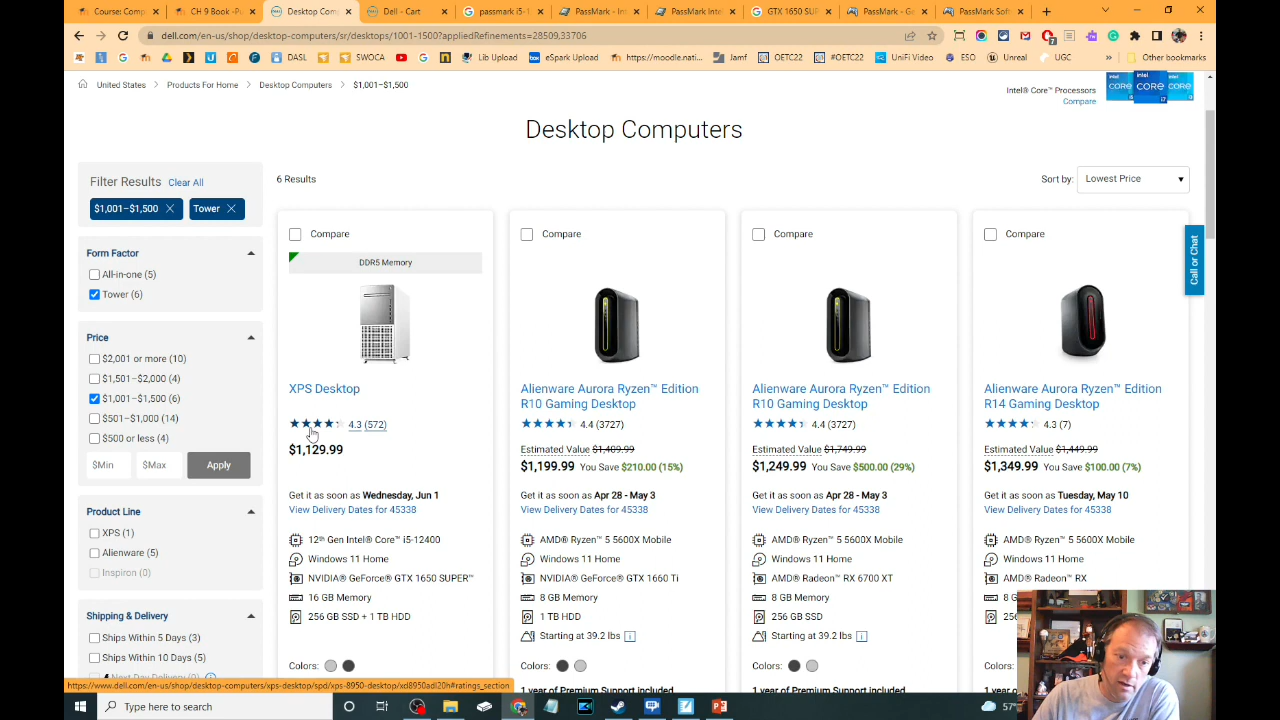 Course: Comp
CH 9 Book -Pu
Desktop Com
Dell - Cart
passmark i5-1
PassMark - Int
PassMark Inte
GTX 1650 SUP
PassMark - Ge
PassMark Soft
dell.com/en-us/shop/desktop-computers/sr/desktops/1001-1500?appliedRefinements=28509,33706
DASL
SWOCA
Lib Upload
eSpark Upload
https://moodle.nati...
Jamf
OETC22
#OETC22
UniFi Video
ESO
Unreal
UGC
»
Other bookmarks
United States > Products For Home > Desktop Computers > $1,001–$1,500
Intel® Core™ Processors
Compare
intel CORE i7
Desktop Computers
Filter Results Clear All
6 Results
Sort by: Lowest Price
$1,001–$1,500
Tower
Form Factor
All-in-one (5)
Tower (6)
Price
$2,001 or more (10)
$1,501–$2,000 (4)
$1,001–$1,500 (6)
$501–$1,000 (14)
$500 or less (4)
$Min
$Max
Apply
Product Line
XPS (1)
Alienware (5)
Inspiron (0)
Shipping & Delivery
Ships Within 5 Days (3)
Ships Within 10 Days (5)
Compare
DDR5 Memory
XPS Desktop
4.3 (572)
$1,129.99
Get it as soon as Wednesday, Jun 1
View Delivery Dates for 45338
12th Gen Intel® Core™ i5-12400
Windows 11 Home
NVIDIA® GeForce® GTX 1650 SUPER™
16 GB Memory
256 GB SSD + 1 TB HDD
Colors:
Compare
Alienware Aurora Ryzen™ Edition
R10 Gaming Desktop
4.4 (3727)
Estimated Value $1,409.99
$1,199.99 You Save $210.00 (15%)
Get it as soon as Apr 28 - May 3
View Delivery Dates for 45338
AMD® Ryzen™ 5 5600X Mobile
Windows 11 Home
NVIDIA® GeForce® GTX 1660 Ti
8 GB Memory
1 TB HDD
Starting at 39.2 lbs
Colors:
1 year of Premium Support included
Compare
Alienware Aurora Ryzen™ Edition
R10 Gaming Desktop
4.4 (3727)
Estimated Value $1,749.99
$1,249.99 You Save $500.00 (29%)
Get it as soon as Apr 28 - May 3
View Delivery Dates for 45338
AMD® Ryzen™ 5 5600X Mobile
Windows 11 Home
AMD® Radeon™ RX 6700 XT
8 GB Memory
256 GB SSD
Starting at 39.2 lbs
Colors:
1 year of Premium Support included
Compare
Alienware Aurora Ryzen™ Edition
R14 Gaming Desktop
4.3 (7)
Estimated Value $1,449.99
$1,349.99 You Save $100.00 (7%)
Get it as soon as Tuesday, May 10
View Delivery Dates for 45338
AMD® Ryzen™ 5 5600X Mobile
Windows 11 Home
AMD® Radeon™ RX
8 G
256
Colo
1 ye
Call or Chat
https://www.dell.com/en-us/shop/desktop-computers/xps-desktop/spd/xps-8950-desktop/xd8950adl20h#ratings_section
Type here to search
57°